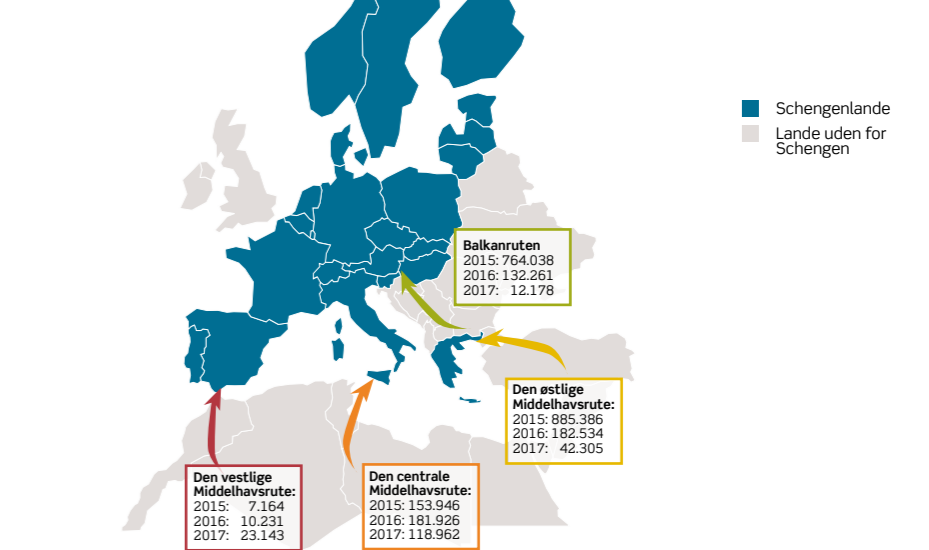 Schengenlande
Lande uden for
Schengen
Balkanruten
2015: 764.038
2016: 132.261
2017: 12.178
Den østlige
Middelhavsrute:
2015: 885.386
2016: 182.534
2017: 42.305
Den vestlige
Middelhavsrute:
2015: 7.164
2016: 10.231
2017: 23.143
Den centrale
Middelhavsrute:
2015: 153.946
2016: 181.926
2017: 118.962